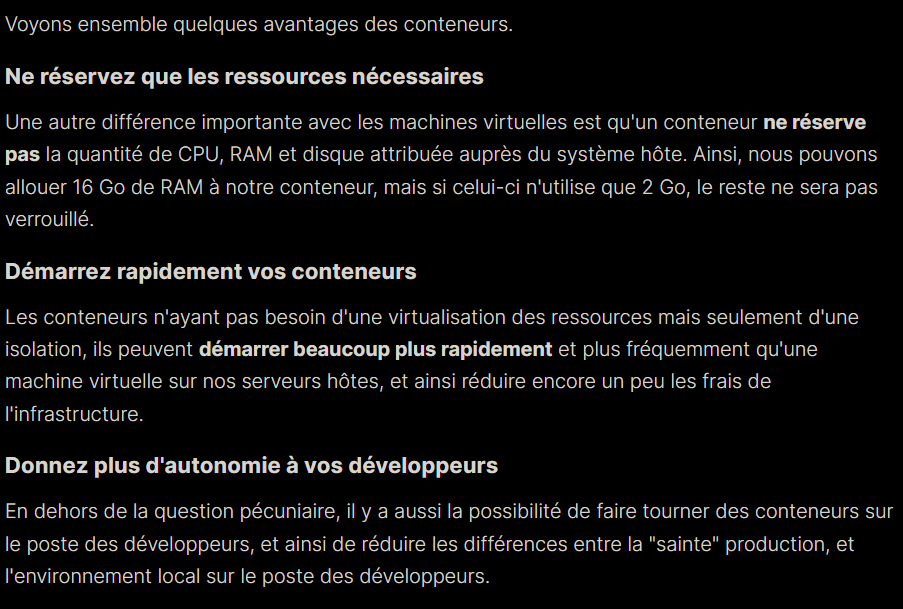 Voyons ensemble quelques avantages des conteneurs.
Ne réservez que les ressources nécessaires
Une autre différence importante avec les machines virtuelles est qu'un conteneur ne réserve
pas la quantité de CPU, RAM et disque attribuée auprès du système hôte. Ainsi, nous pouvons
allouer 16 Go de RAM à notre conteneur, mais si celui-ci n'utilise que 2 Go, le reste ne sera pas
verrouillé.
Démarrez rapidement vos conteneurs
Les conteneurs n'ayant pas besoin d'une virtualisation des ressources mais seulement d'une
isolation, ils peuvent démarrer beaucoup plus rapidement et plus fréquemment qu'une
machine virtuelle sur nos serveurs hôtes, et ainsi réduire encore un peu les frais de
l'infrastructure.
Donnez plus d'autonomie à vos développeurs
En dehors de la question pécuniaire, il y a aussi la possibilité de faire tourner des conteneurs sur
le poste des développeurs, et ainsi de réduire les différences entre la "sainte" production, et
l'environnement local sur le poste des développeurs.